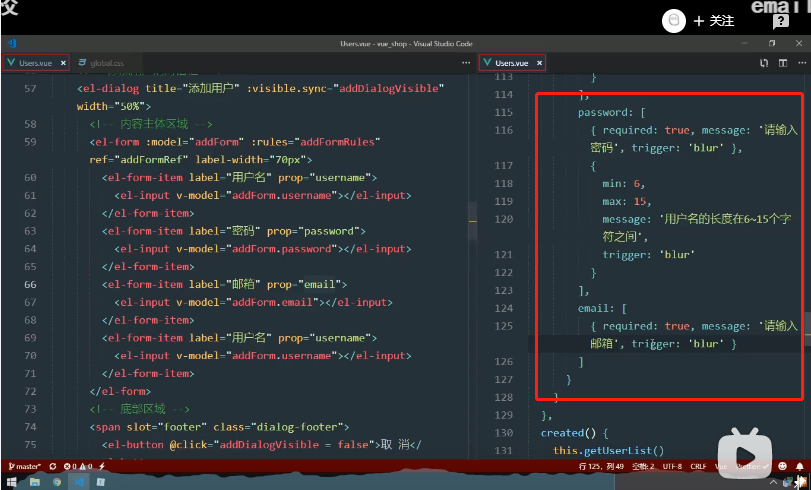 校
email
+ 关注
Users.vue - vue_shop - Visual Studio Code
Users.vue ×
global.css
Users.vue ×
57 <el-dialog title="添加用户" :visible.sync="addDialogVisible"
width="50%">
58 <!-- 内容主体区域 -->
59 <el-form :model="addForm" :rules="addFormRules"
ref="addFormRef" label-width="70px">
60 <el-form-item label="用户名" prop="username">
61 <el-input v-model="addForm.username"></el-input>
62 </el-form-item>
63 <el-form-item label="密码" prop="password">
64 <el-input v-model="addForm.password"></el-input>
65 </el-form-item>
66 <el-form-item label="邮箱" prop="email">
67 <el-input v-model="addForm.email"></el-input>
68 </el-form-item>
69 <el-form-item label="用户名" prop="username">
70 <el-input v-model="addForm.username"></el-input>
71 </el-form-item>
72 </el-form>
73 <!-- 底部区域 -->
74 <span slot="footer" class="dialog-footer">
75 <el-button @click="addDialogVisible = false">取 消</
113 }
114 ],
115 password: [
116 { required: true, message: '请输入
密码', trigger: 'blur' },
117 {
118 min: 6,
119 max: 15,
120 message: '用户名的长度在6~15个字
符之间',
121 trigger: 'blur'
122 }
123 ],
124 email: [
125 { required: true, message: '请输入
邮箱', trigger: 'blur' }
126 ]
127 }
128 }
129 },
130 created() {
131 this.getUserList()
master* 0 0
行 125，列 49 空格: 2 UTF-8 CRLF Vue